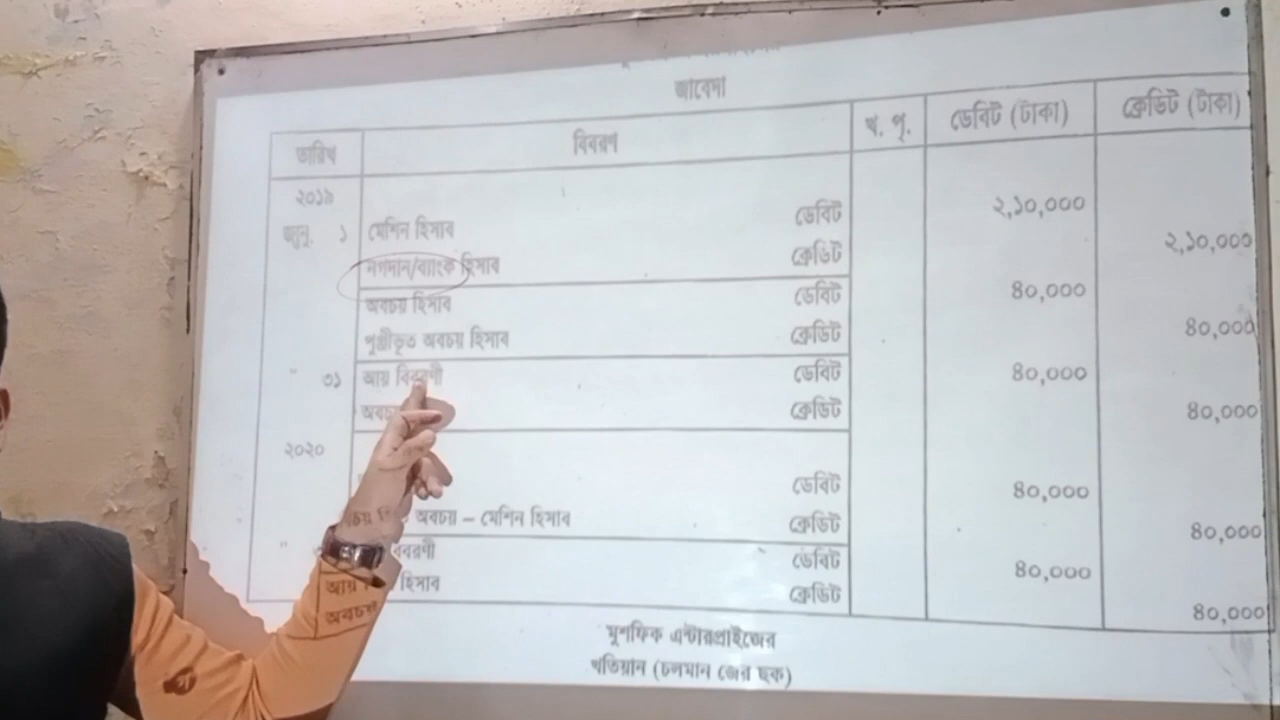 জাবেদা
তারিখ বিবরণ খ. পৃ. ডেবিট (টাকা) ক্রেডিট (টাকা)
২০১৯
জানু. ১ মেশিন হিসাব ডেবিট ২,১০,০০০
নগদান/ব্যাংক হিসাব ক্রেডিট ২,১০,০০০
অবচয় হিসাব ডেবিট ৪০,০০০
পুঞ্জীভূত অবচয় হিসাব ক্রেডিট ৪০,০০০
" ৩১ আয় বিবরণী ডেবিট ৪০,০০০
ক্রেডিট ৪০,০০০
২০২০
ডেবিট ৪০,০০০
অবচয় – মেশিন হিসাব ক্রেডিট ৪০,০০০
" ডেবিট ৪০,০০০
আয় হিসাব ক্রেডিট ৪০,০০০
মুশফিক এন্টারপ্রাইজের
খতিয়ান (চলমান জের ছক)